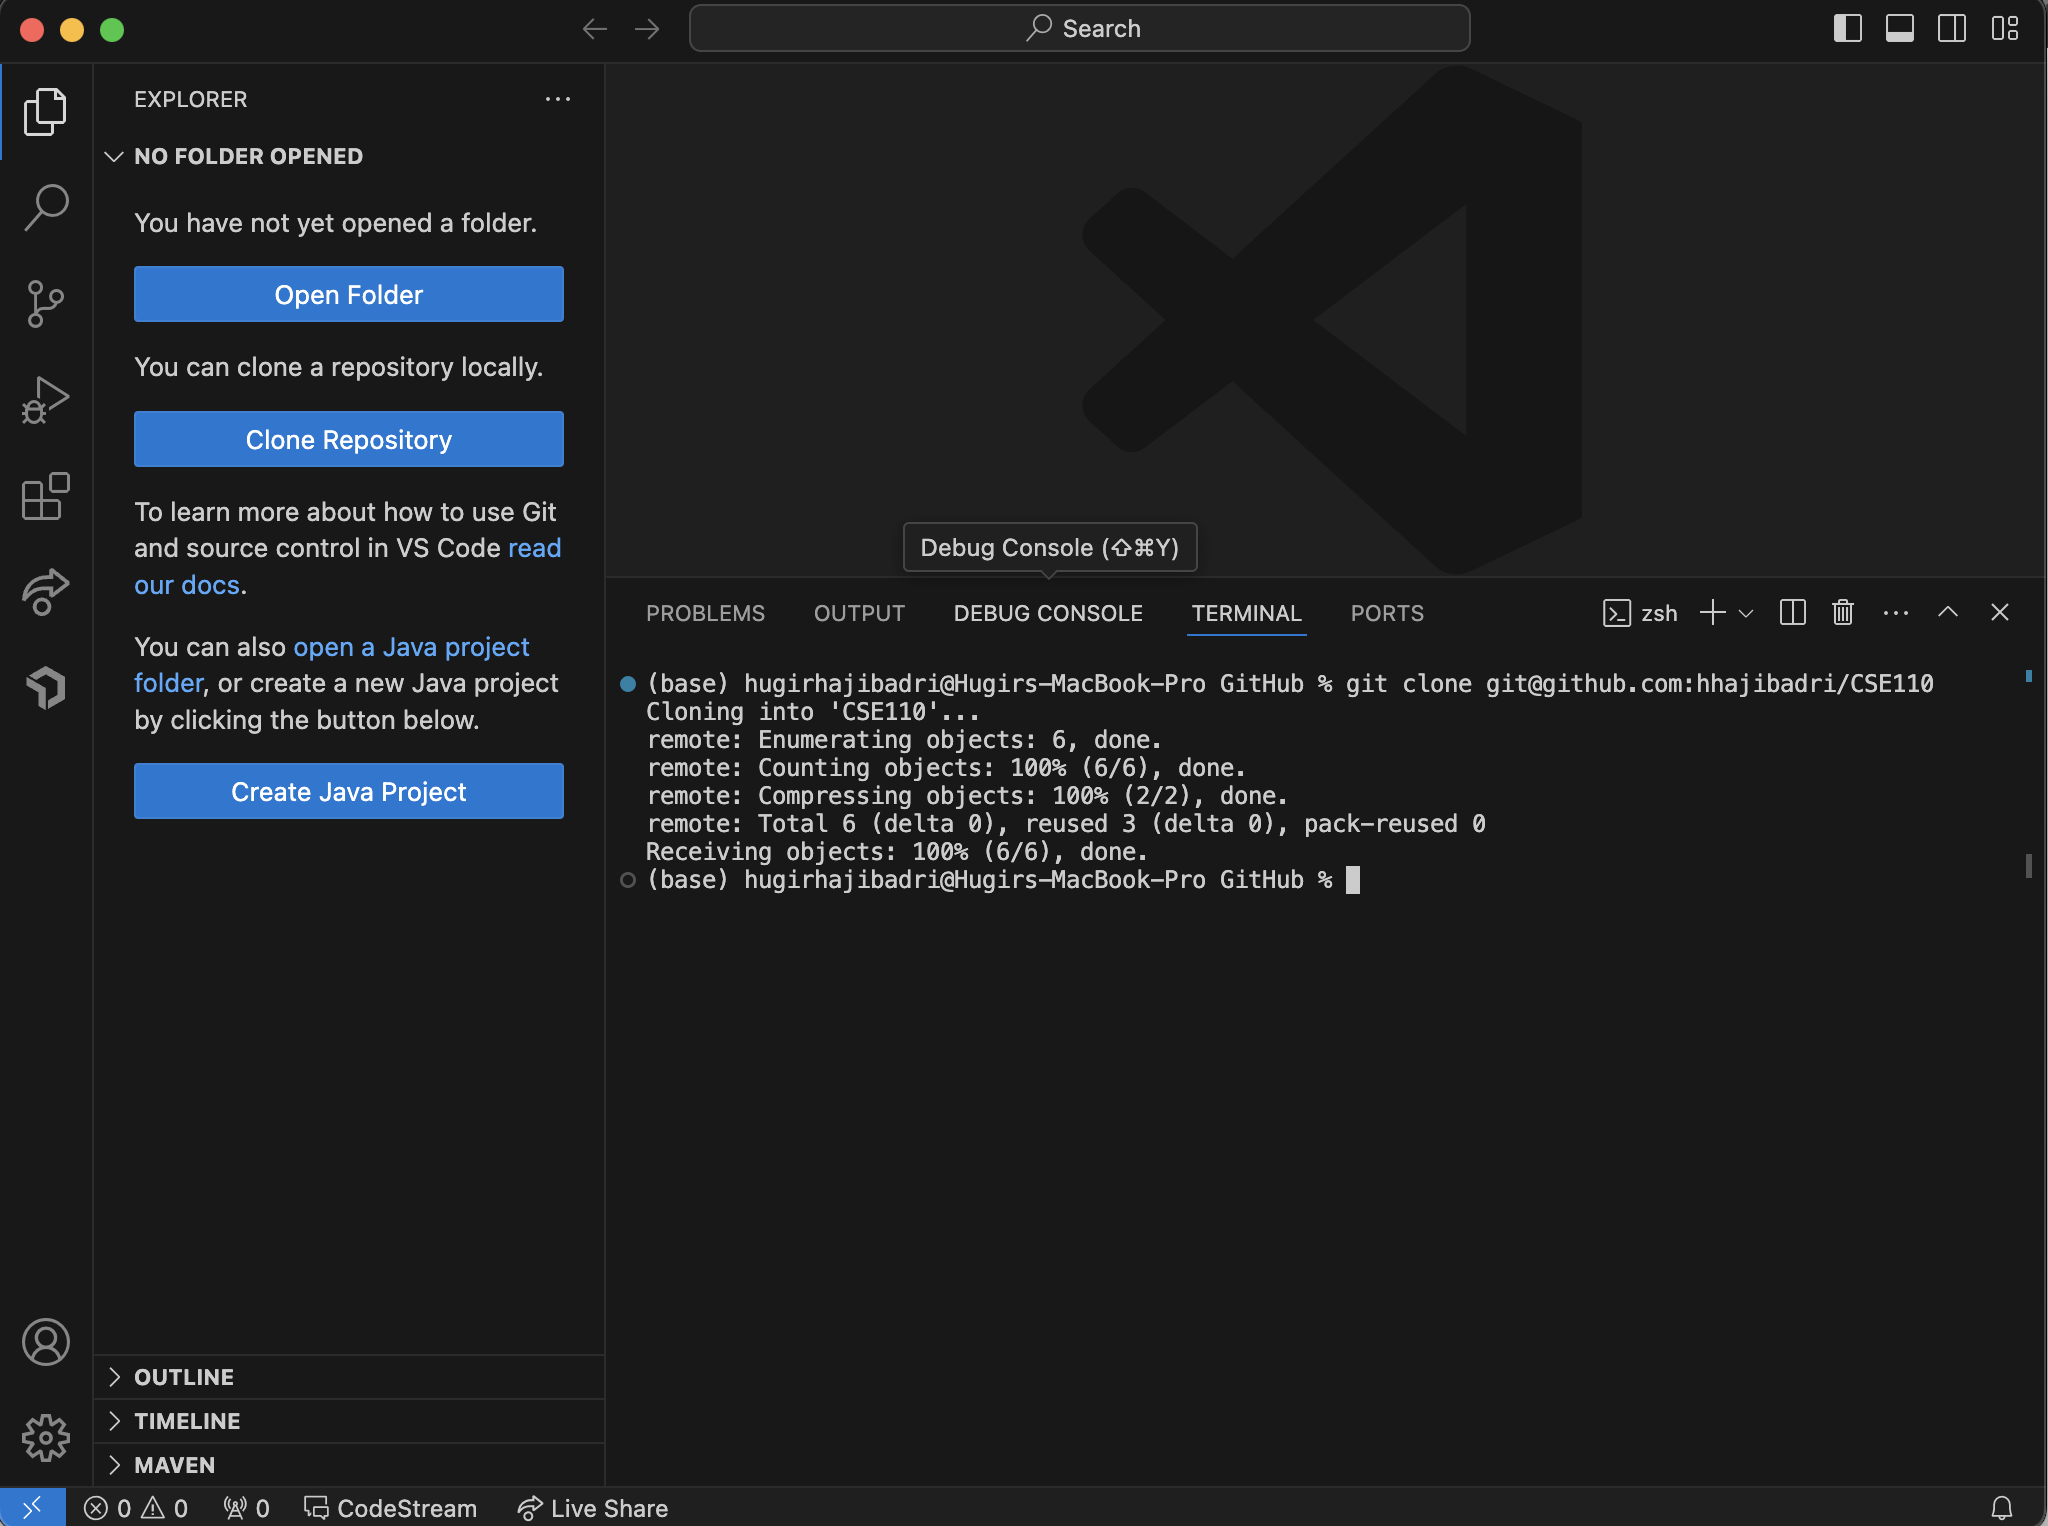 Search
EXPLORER
NO FOLDER OPENED
You have not yet opened a folder.
Open Folder
You can clone a repository locally.
Clone Repository
To learn more about how to use Git
and source control in VS Code read
our docs.
You can also open a Java project
folder, or create a new Java project
by clicking the button below.
Create Java Project
OUTLINE
TIMELINE
MAVEN
Debug Console (⇧⌘Y)
PROBLEMS OUTPUT DEBUG CONSOLE TERMINAL PORTS zsh
(base) hugirhajibadri@Hugirs-MacBook-Pro GitHub % git clone git@github.com:hhajibadri/CSE110
Cloning into 'CSE110'...
remote: Enumerating objects: 6, done.
remote: Counting objects: 100% (6/6), done.
remote: Compressing objects: 100% (2/2), done.
remote: Total 6 (delta 0), reused 3 (delta 0), pack-reused 0
Receiving objects: 100% (6/6), done.
(base) hugirhajibadri@Hugirs-MacBook-Pro GitHub %
0 0 0 CodeStream Live Share